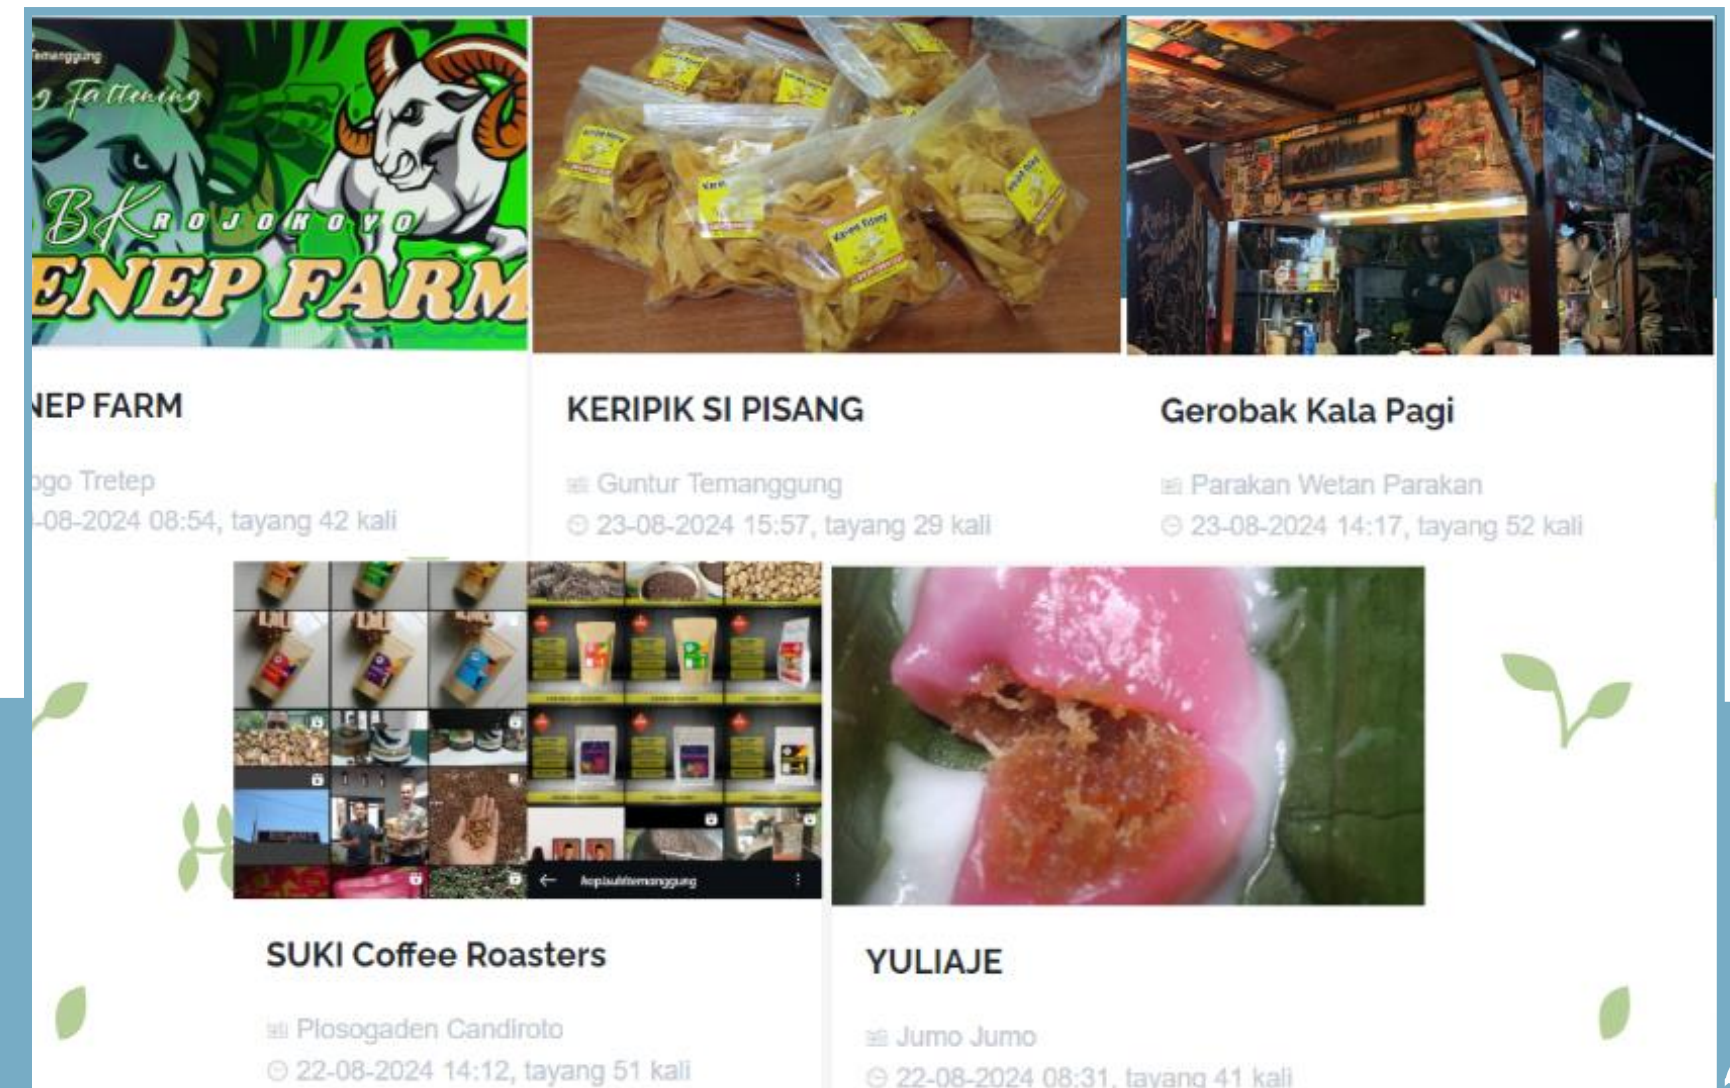 Temanggung
g Fattening
BK ROJOKOYO
ENEP FARM
NEP FARM
ogo Tretep
-08-2024 08:54, tayang 42 kali
KERIPIK SI PISANG
Guntur Temanggung
23-08-2024 15:57, tayang 29 kali
Gerobak Kala Pagi
Parakan Wetan Parakan
23-08-2024 14:17, tayang 52 kali
SUKI Coffee Roasters
Plosogaden Candiroto
22-08-2024 14:12, tayang 51 kali
YULIAJE
Jumo Jumo
22-08-2024 08:31, tayang 41 kali